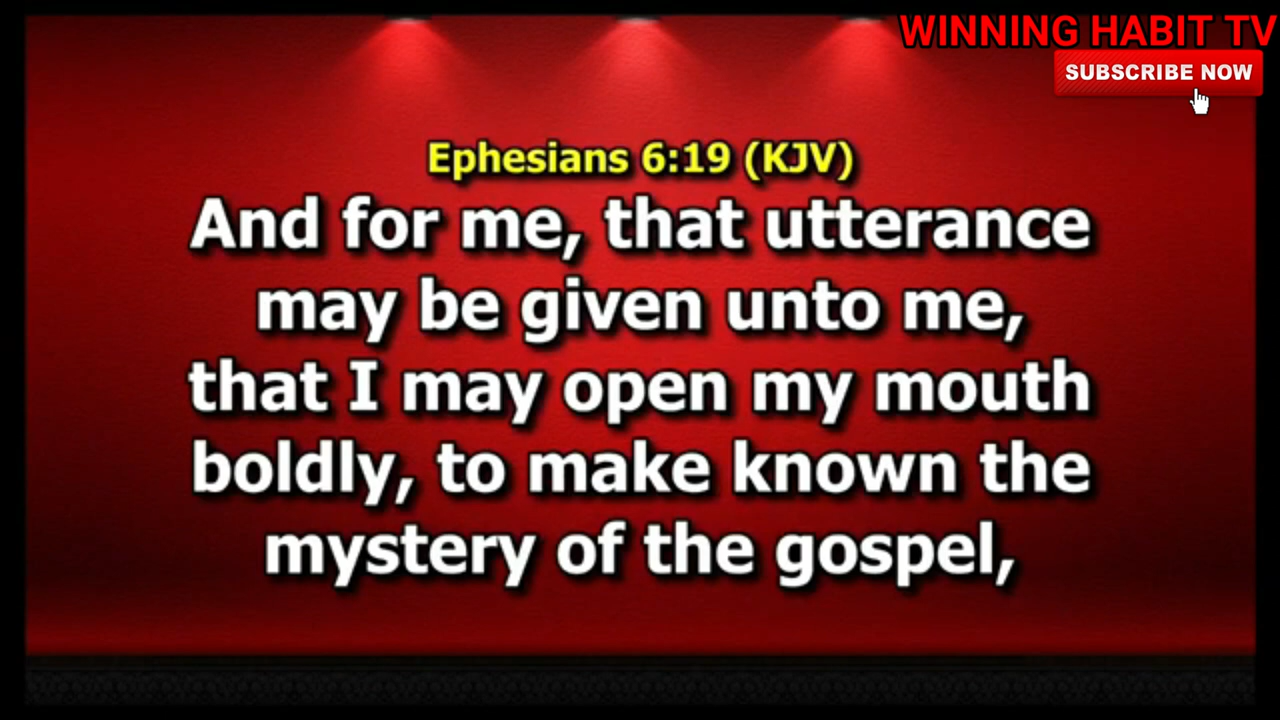 WINNING HABIT TV
SUBSCRIBE NOW
Ephesians 6:19 (KJV)
And for me, that utterance
may be given unto me,
that I may open my mouth
boldly, to make known the
mystery of the gospel,